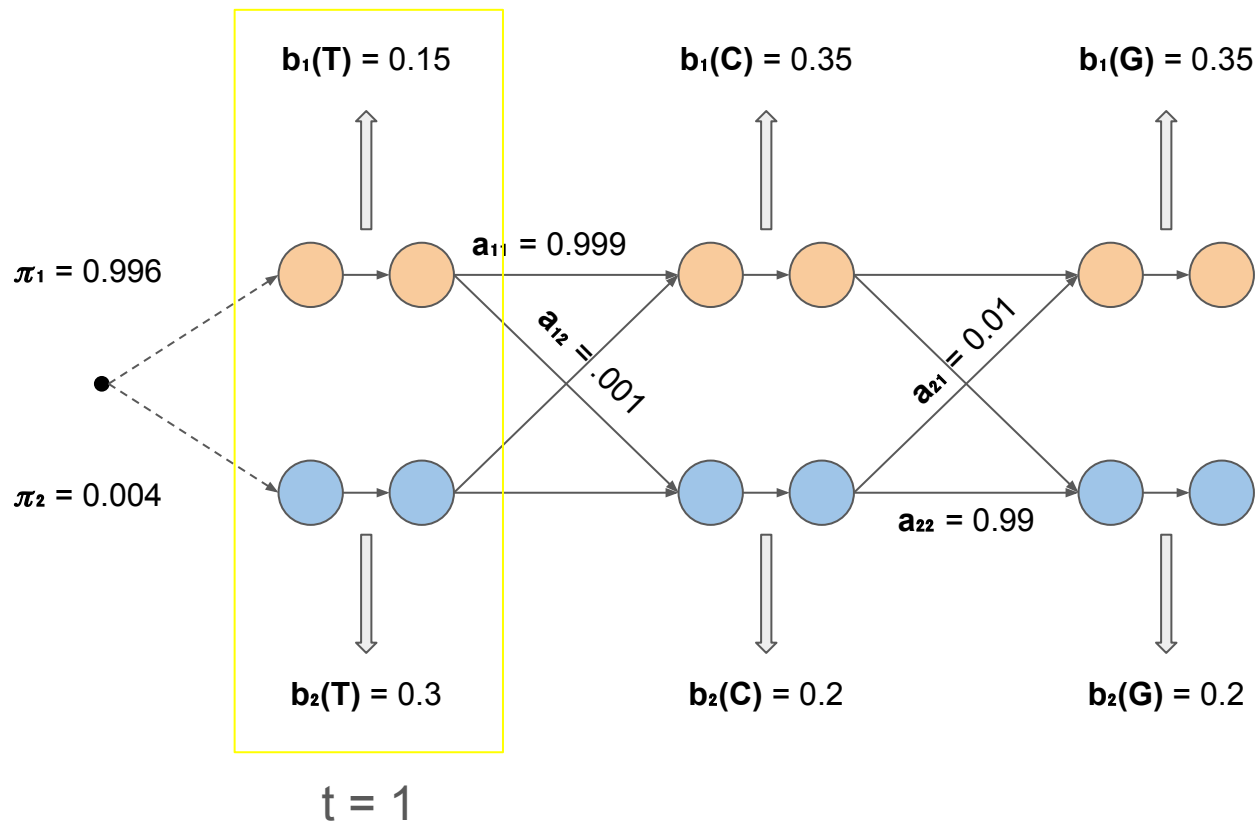 b₁(T) = 0.15
b₁(C) = 0.35
b₁(G) = 0.35
a₁₁ = 0.999
π₁ = 0.996
a₁₂ = .001
a₂₁ = 0.01
π₂ = 0.004
a₂₂ = 0.99
b₂(T) = 0.3
b₂(C) = 0.2
b₂(G) = 0.2
t = 1